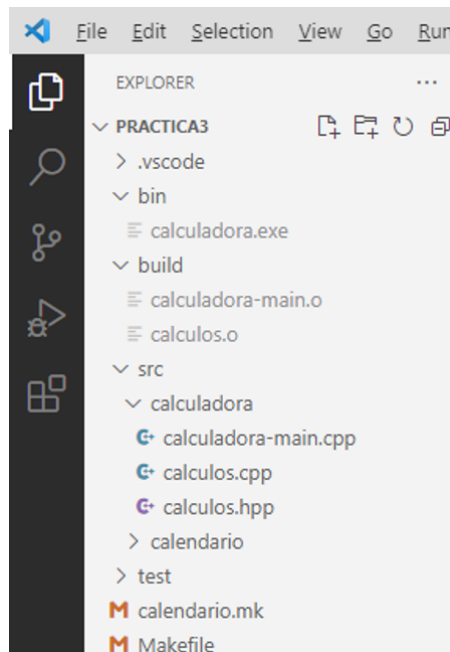 File Edit Selection View Go Run
EXPLORER
PRACTICA3
.vscode
bin
calculadora.exe
build
calculadora-main.o
calculos.o
src
calculadora
calculadora-main.cpp
calculos.cpp
calculos.hpp
calendario
test
calendario.mk
Makefile